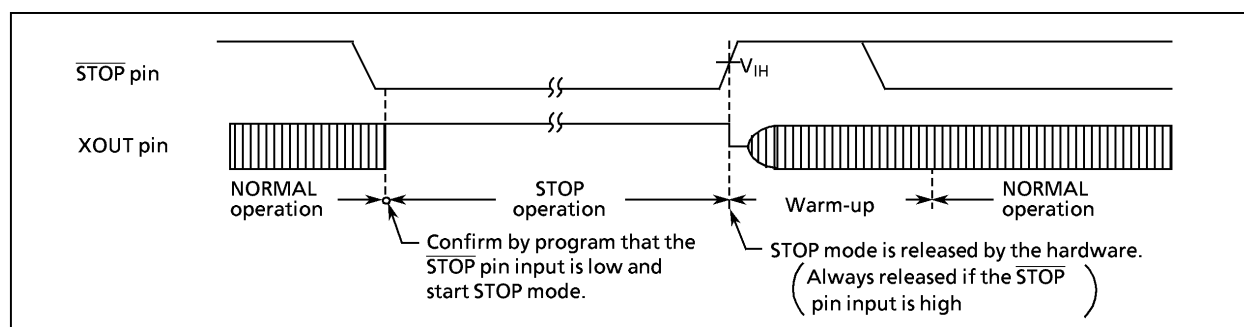 STOP pin
VIH
XOUT pin
NORMAL
operation
STOP
operation
Warm-up
NORMAL
operation
Confirm by program that the
STOP pin input is low and
start STOP mode.
STOP mode is released by the hardware.
(Always released if the STOP
pin input is high)